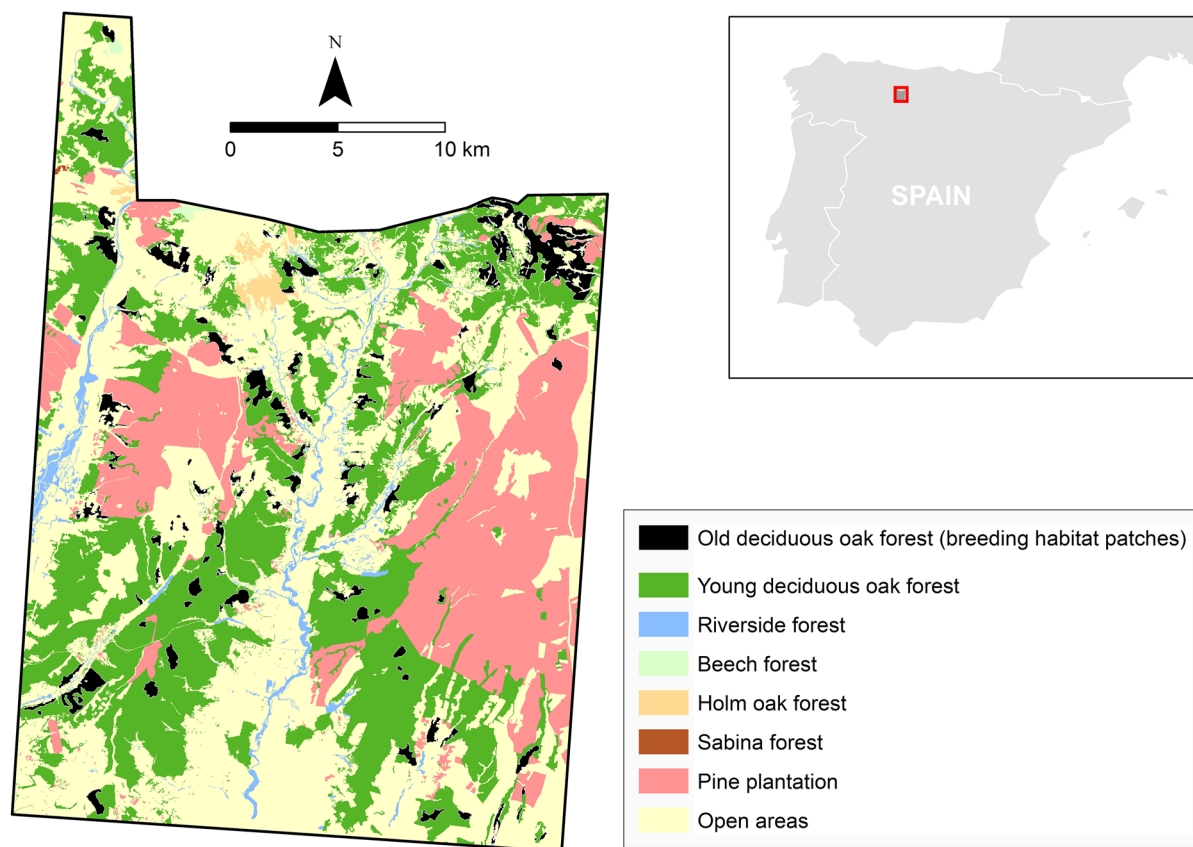 N
0 5 10 km
SPAIN
Old deciduous oak forest (breeding habitat patches)
Young deciduous oak forest
Riverside forest
Beech forest
Holm oak forest
Sabina forest
Pine plantation
Open areas